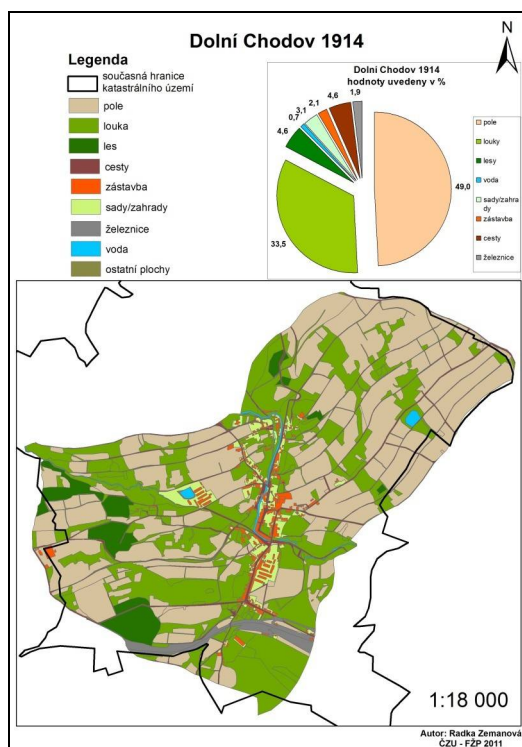 Dolní Chodov 1914
N
Legenda
současná hranice
katastrálního území
pole
louka
les
cesty
zástavba
sady/zahrady
železnice
voda
ostatní plochy
Dolní Chodov 1914
hodnoty uvedeny v %
49,0
33,5
4,6
0,7
3,1
2,1
4,6
1,9
pole
louky
lesy
voda
sady/zahra
dy
zástavba
cesty
železnice
1:18 000
Autor: Radka Zemanová
ČZU - FŽP 2011